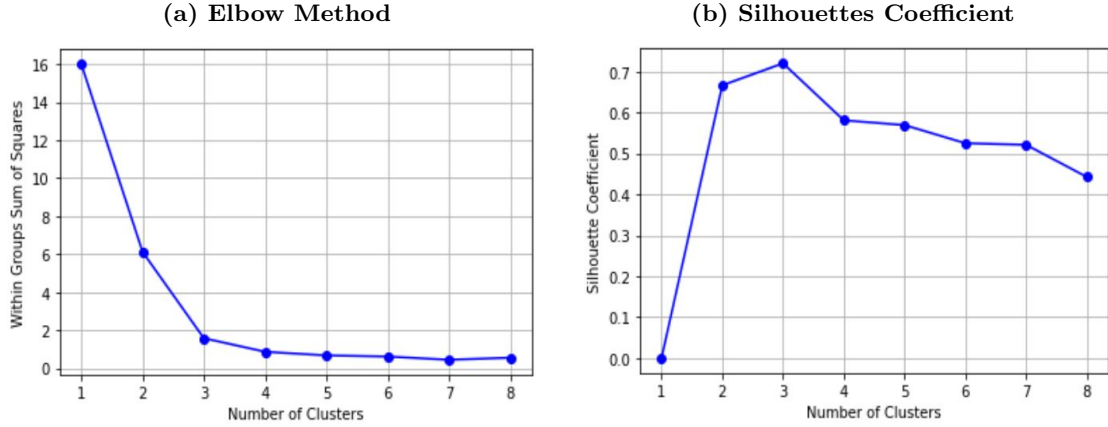 (a) Elbow Method
16
14
12
10
8
6
4
2
0
Within Groups Sum of Squares
1 2 3 4 5 6 7 8
Number of Clusters
(b) Silhouettes Coefficient
0.7
0.6
0.5
0.4
0.3
0.2
0.1
0.0
Silhouette Coefficient
1 2 3 4 5 6 7 8
Number of Clusters